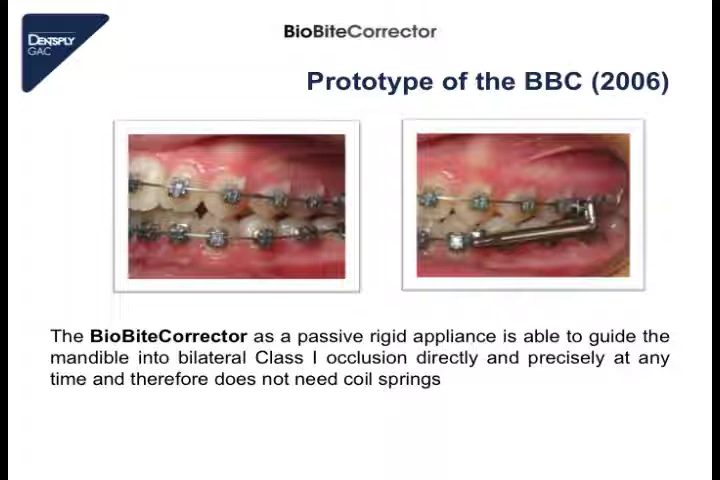 DENTSPLY
GAC
BioBiteCorrector
Prototype of the BBC (2006)
The BioBiteCorrector as a passive rigid appliance is able to guide the
mandible into bilateral Class I occlusion directly and precisely at any
time and therefore does not need coil springs